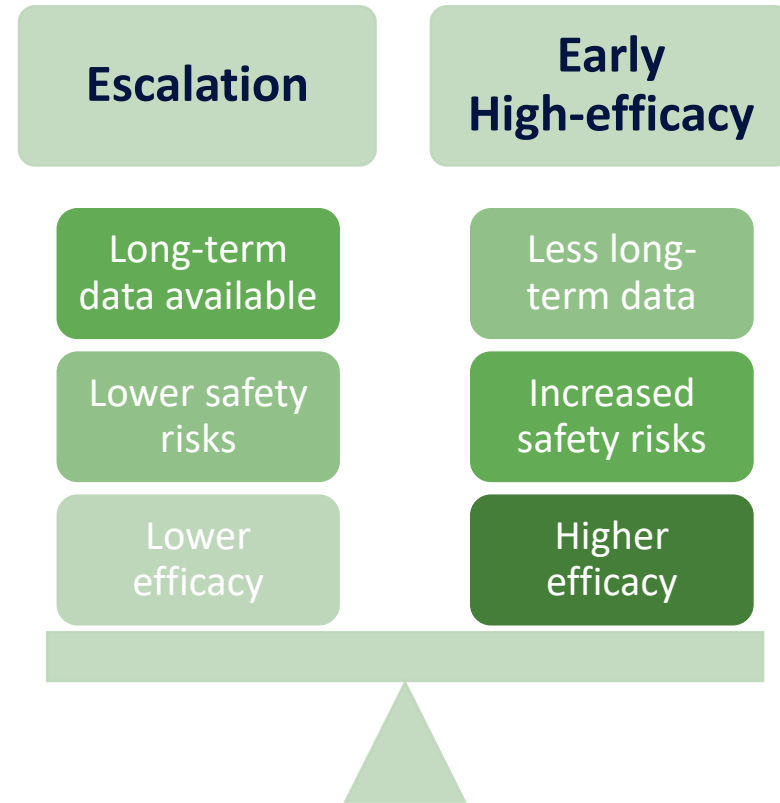 Escalation
Early
High-efficacy
Long-term
data available
Less long-
term data
Lower safety
risks
Increased
safety risks
Lower
efficacy
Higher
efficacy